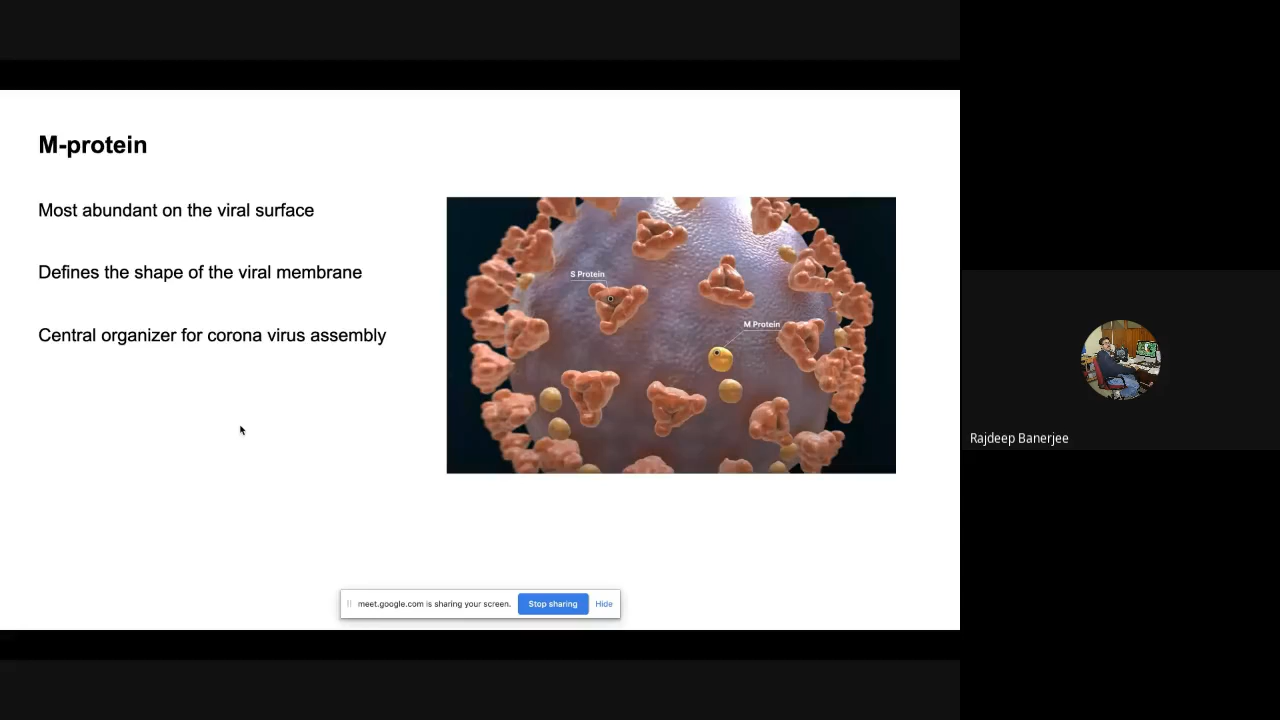 M-protein
Most abundant on the viral surface
Defines the shape of the viral membrane
Central organizer for corona virus assembly
S Protein
M Protein
Rajdeep Banerjee
meet.google.com is sharing your screen. Stop sharing Hide